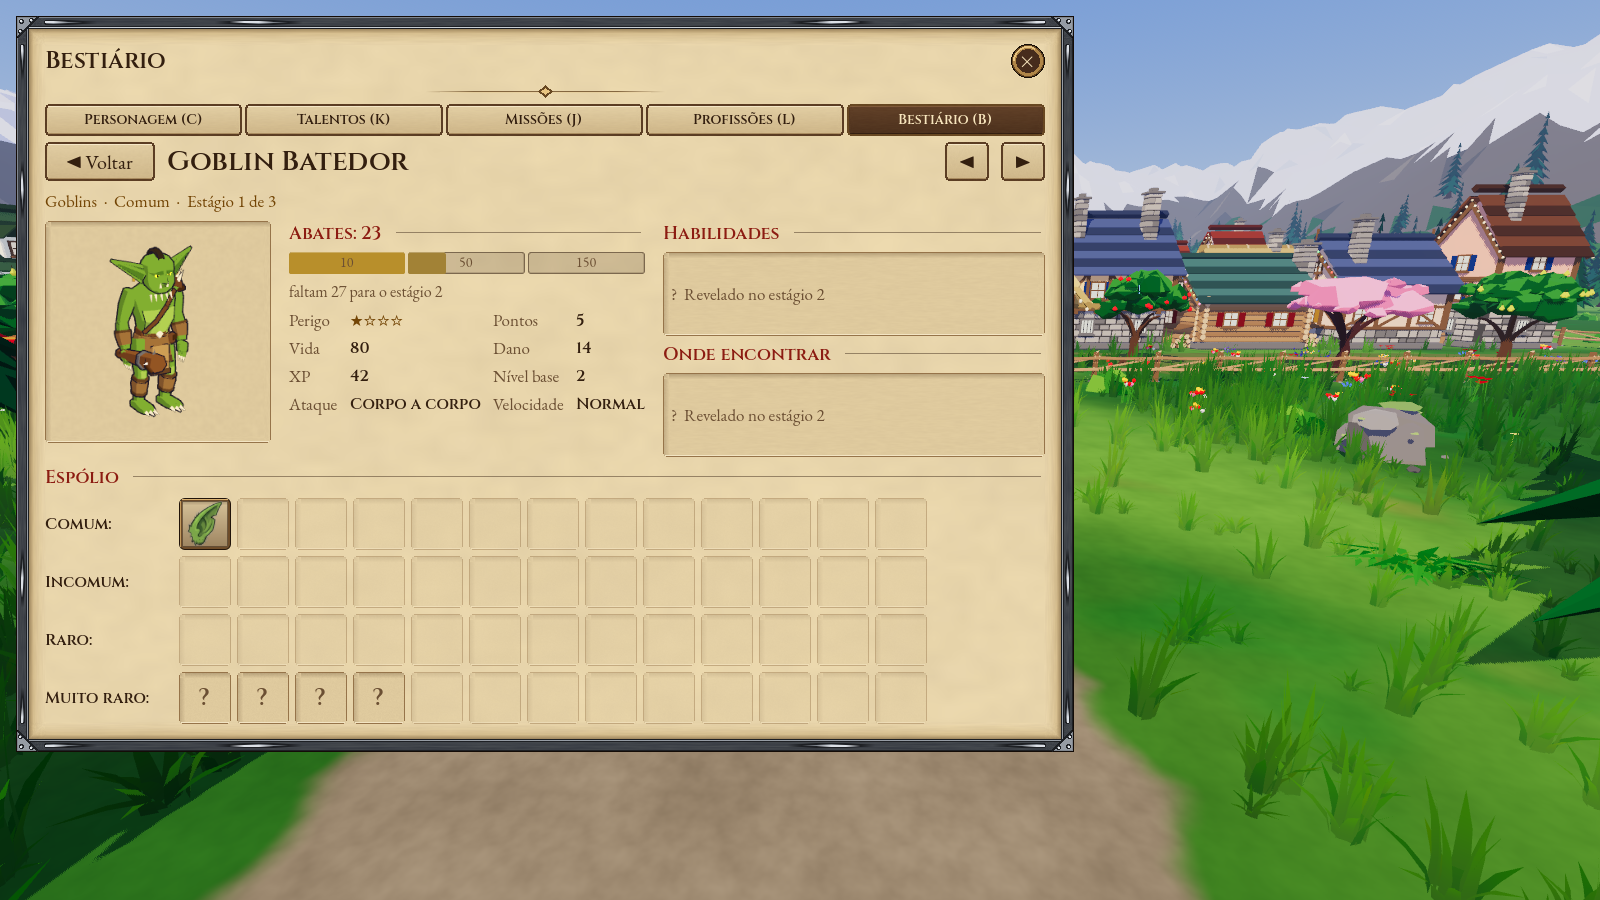 Bestiário
Personagem (C)
Talentos (K)
Missões (J)
Profissões (L)
Bestiário (B)
◀ Voltar
Goblin Batedor
◀
▶
Goblins · Comum · Estágio 1 de 3
Abates: 23
10
50
150
faltam 27 para o estágio 2
Perigo ★☆☆☆ Pontos 5
Vida 80 Dano 14
XP 42 Nível base 2
Ataque Corpo a corpo Velocidade Normal
Habilidades
? Revelado no estágio 2
Onde encontrar
? Revelado no estágio 2
Espólio
Comum:
Incomum:
Raro:
Muito raro:
? ? ? ?